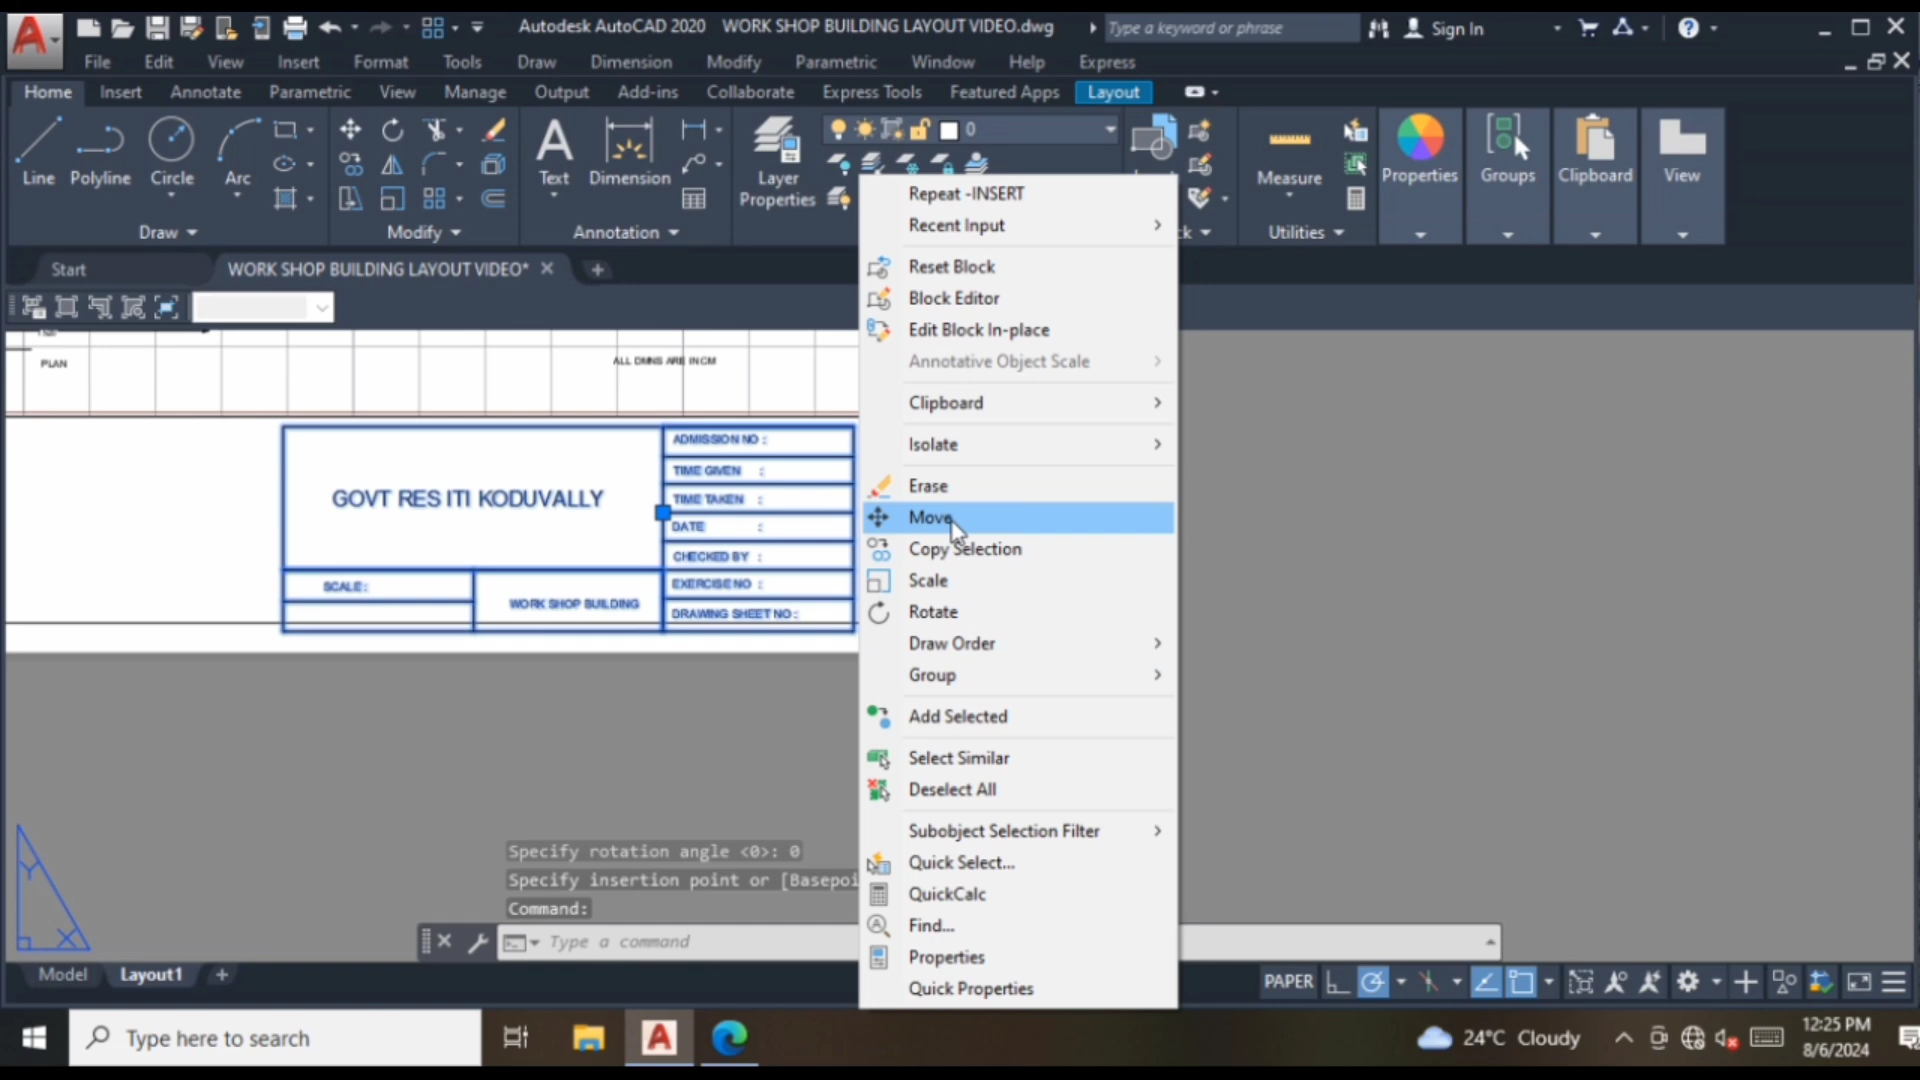 Autodesk AutoCAD 2020 WORK SHOP BUILDING LAYOUT VIDEO.dwg Type a keyword or phrase Sign In
File Edit View Insert Format Tools Draw Dimension Modify Parametric Window Help Express
Home Insert Annotate Parametric View Manage Output Add-ins Collaborate Express Tools Featured Apps Layout
0
Line Polyline Circle Arc Text Dimension Layer Properties Measure Properties Groups Clipboard View
Draw Modify Annotation Utilities
Start WORK SHOP BUILDING LAYOUT VIDEO*
PLAN
ALL DMNS ARE IN CM
GOVT RES ITI KODUVALLY
SCALE :
WORK SHOP BUILDING
ADMISSION NO :
TIME GIVEN :
TIME TAKEN :
DATE :
CHECKED BY :
EXERCISE NO :
DRAWING SHEET NO :
Repeat -INSERT
Recent Input
Reset Block
Block Editor
Edit Block In-place
Annotative Object Scale
Clipboard
Isolate
Erase
Move
Copy Selection
Scale
Rotate
Draw Order
Group
Add Selected
Select Similar
Deselect All
Subobject Selection Filter
Quick Select...
QuickCalc
Find...
Properties
Quick Properties
Y
X
Specify rotation angle <0>: 0
Specify insertion point or [Basepoi
Command:
Type a command
Model Layout1
PAPER
Type here to search
24°C Cloudy
12:25 PM
8/6/2024